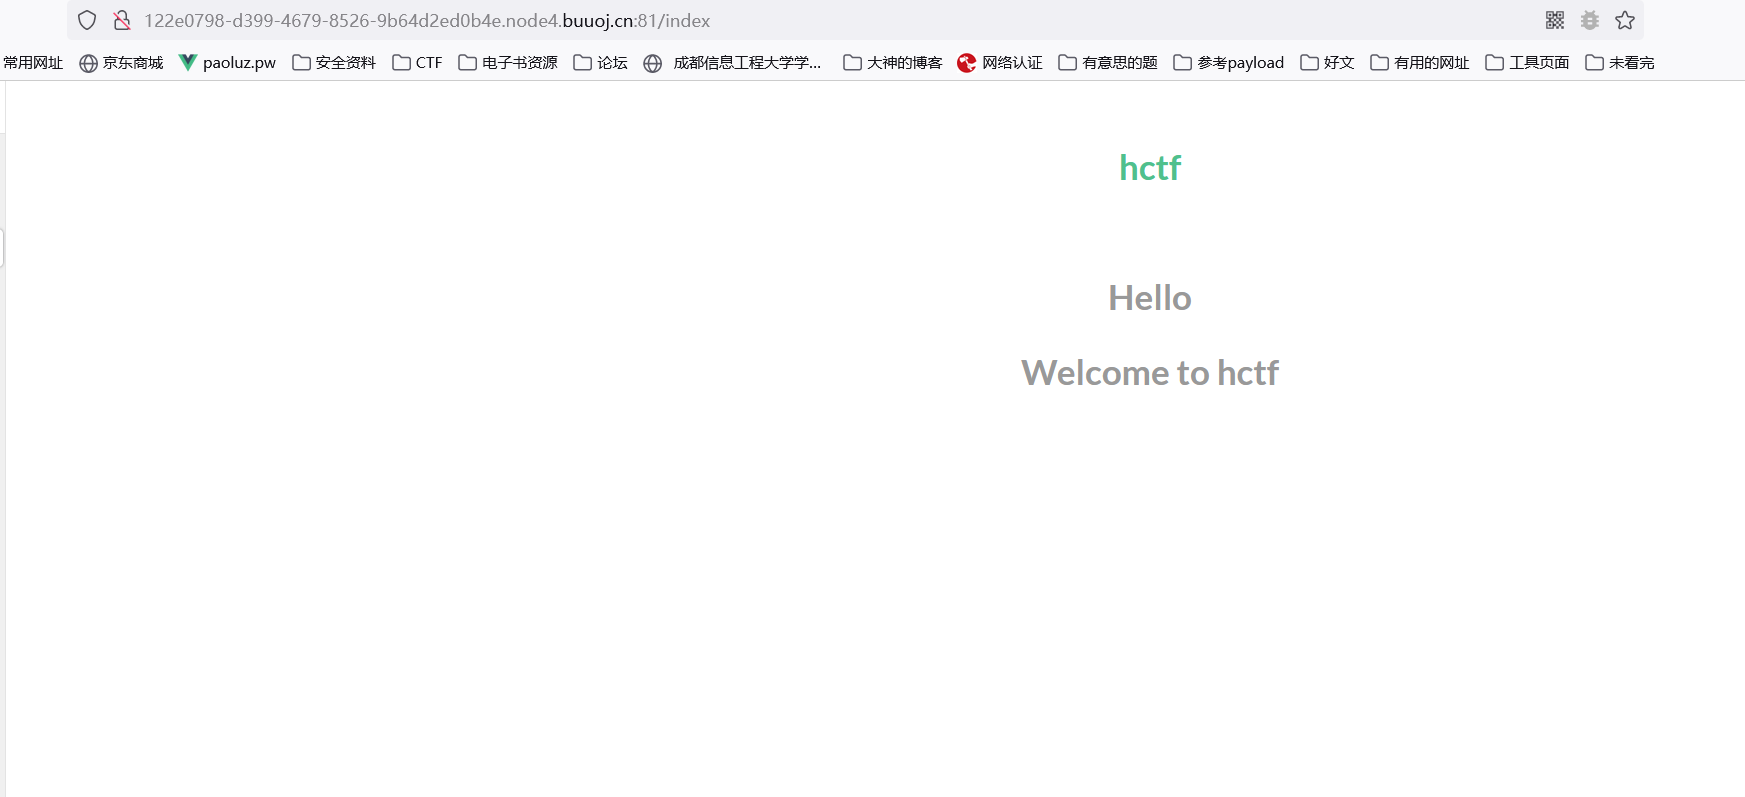 122e0798-d399-4679-8526-9b64d2ed0b4e.node4.buuoj.cn:81/index
常用网址 京东商城 paoluz.pw 安全资料 CTF 电子书资源 论坛 成都信息工程大学学... 大神的博客 网络认证 有意思的题 参考payload 好文 有用的网址 工具页面 未看完
hctf
Hello
Welcome to hctf